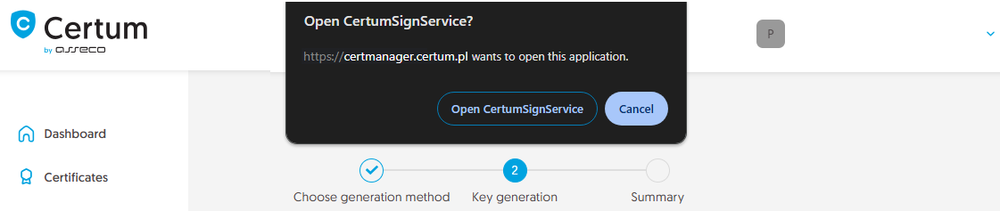 Certum
by asseco
Open CertumSignService?
https://certmanager.certum.pl wants to open this application.
Open CertumSignService
Cancel
P
Dashboard
Certificates
2
Choose generation method
Key generation
Summary